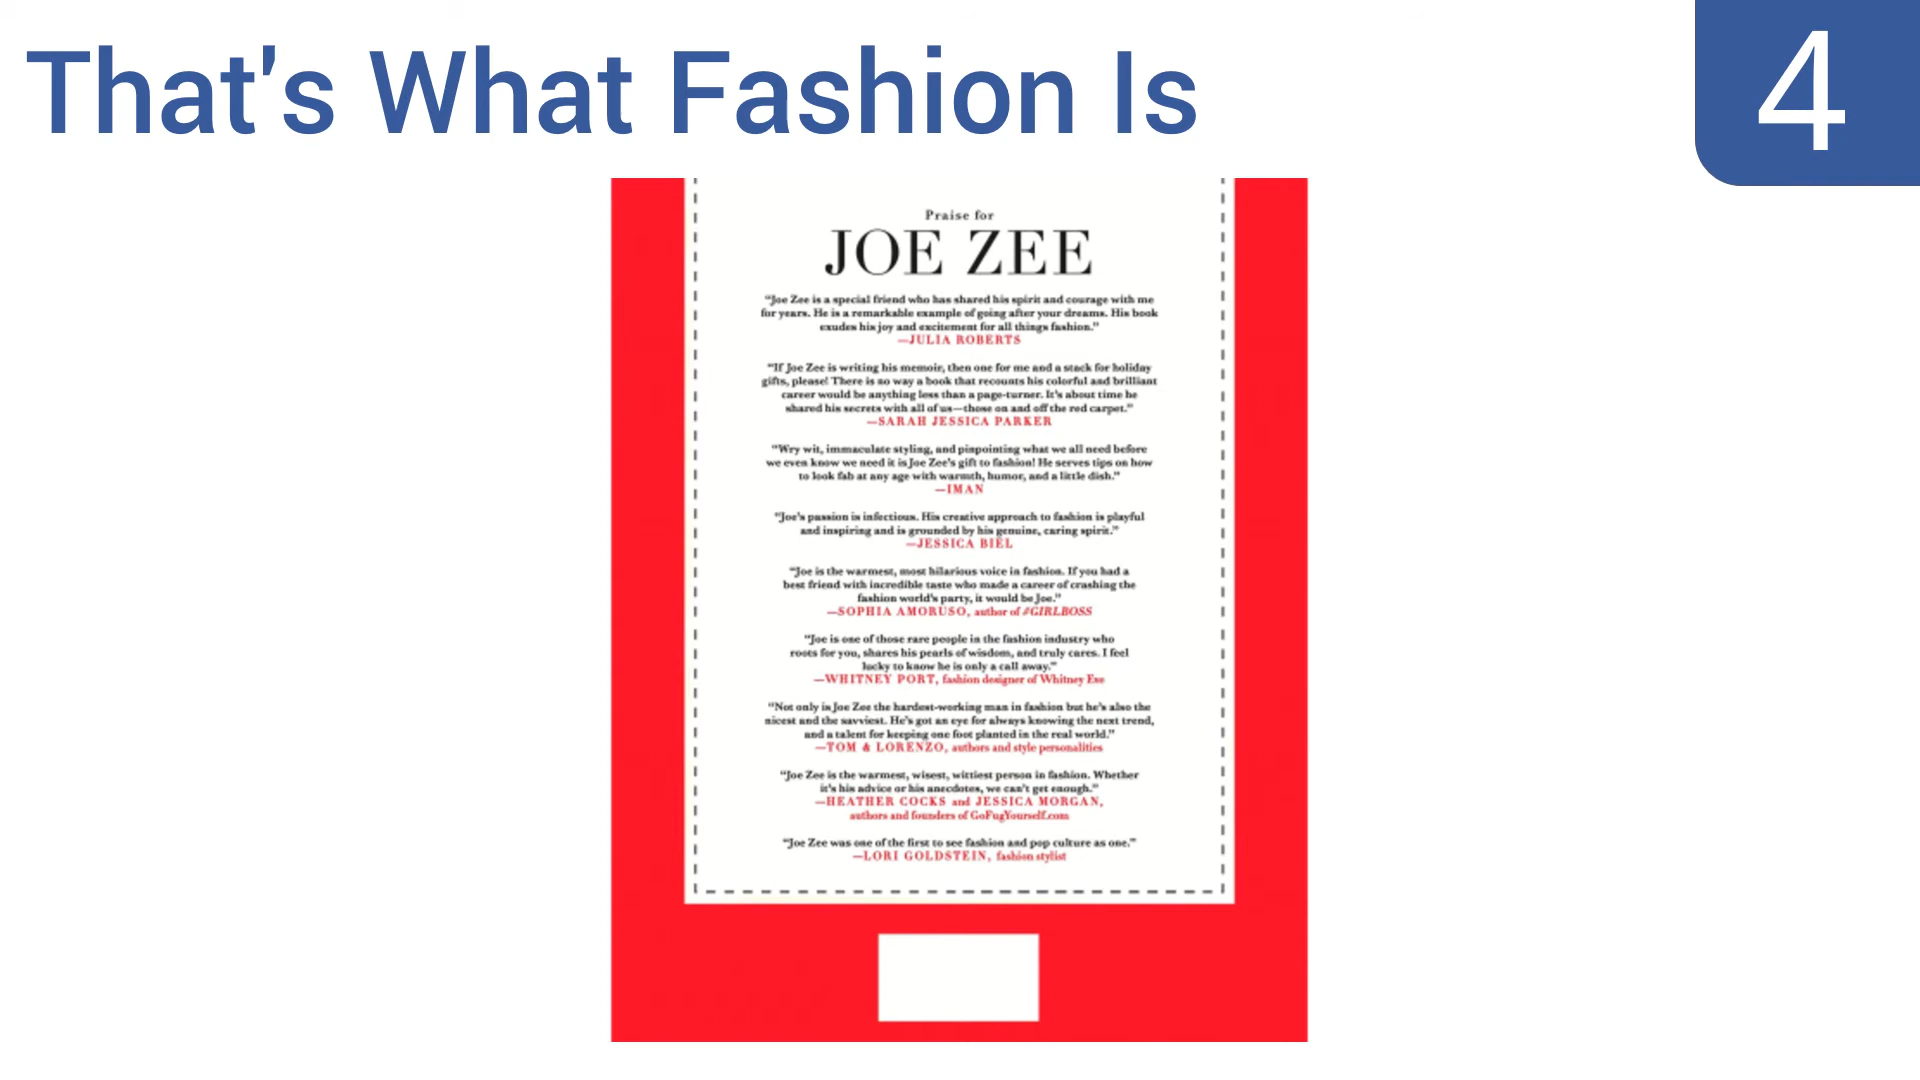 That's What Fashion Is
4
Praise for
JOE ZEE
“Joe Zee is a special friend who has shared his spirit and courage with me
for years. He is a remarkable example of going after your dreams. His book
exudes his joy and excitement for all things fashion.”
—JULIA ROBERTS
“If Joe Zee is writing his memoir, then one for me and a stack for holiday
gifts, please! There is no way a book that recounts his colorful and brilliant
career would be anything less than a page-turner. It’s about time he
shared his secrets with all of us—those on and off the red carpet.”
—SARAH JESSICA PARKER
“Wry wit, immaculate styling, and pinpointing what we all need before
we even know we need it is Joe Zee’s gift to fashion! He serves tips on how
to look fab at any age with warmth, humor, and a little dish.”
—IMAN
“Joe’s passion is infectious. His creative approach to fashion is playful
and inspiring and is grounded by his genuine, caring spirit.”
—JESSICA BIEL
“Joe is the warmest, most hilarious voice in fashion. If you had a
best friend with incredible taste who made a career of crashing the
fashion world’s party, it would be Joe.”
—SOPHIA AMORUSO, author of #GIRLBOSS
“Joe is one of those rare people in the fashion industry who
roots for you, shares his pearls of wisdom, and truly cares. I feel
lucky to know he is only a call away.”
—WHITNEY PORT, fashion designer of Whitney Eve
“Not only is Joe Zee the hardest-working man in fashion but he’s also the
nicest and the savviest. He’s got an eye for always knowing the next trend,
and a talent for keeping one foot planted in the real world.”
—TOM & LORENZO, authors and style personalities
“Joe Zee is the warmest, wisest, wittiest person in fashion. Whether
it’s his advice or his anecdotes, we can’t get enough.”
—HEATHER COCKS and JESSICA MORGAN,
authors and founders of GoFugYourself.com
“Joe Zee was one of the first to see fashion and pop culture as one.”
—LORI GOLDSTEIN, fashion stylist